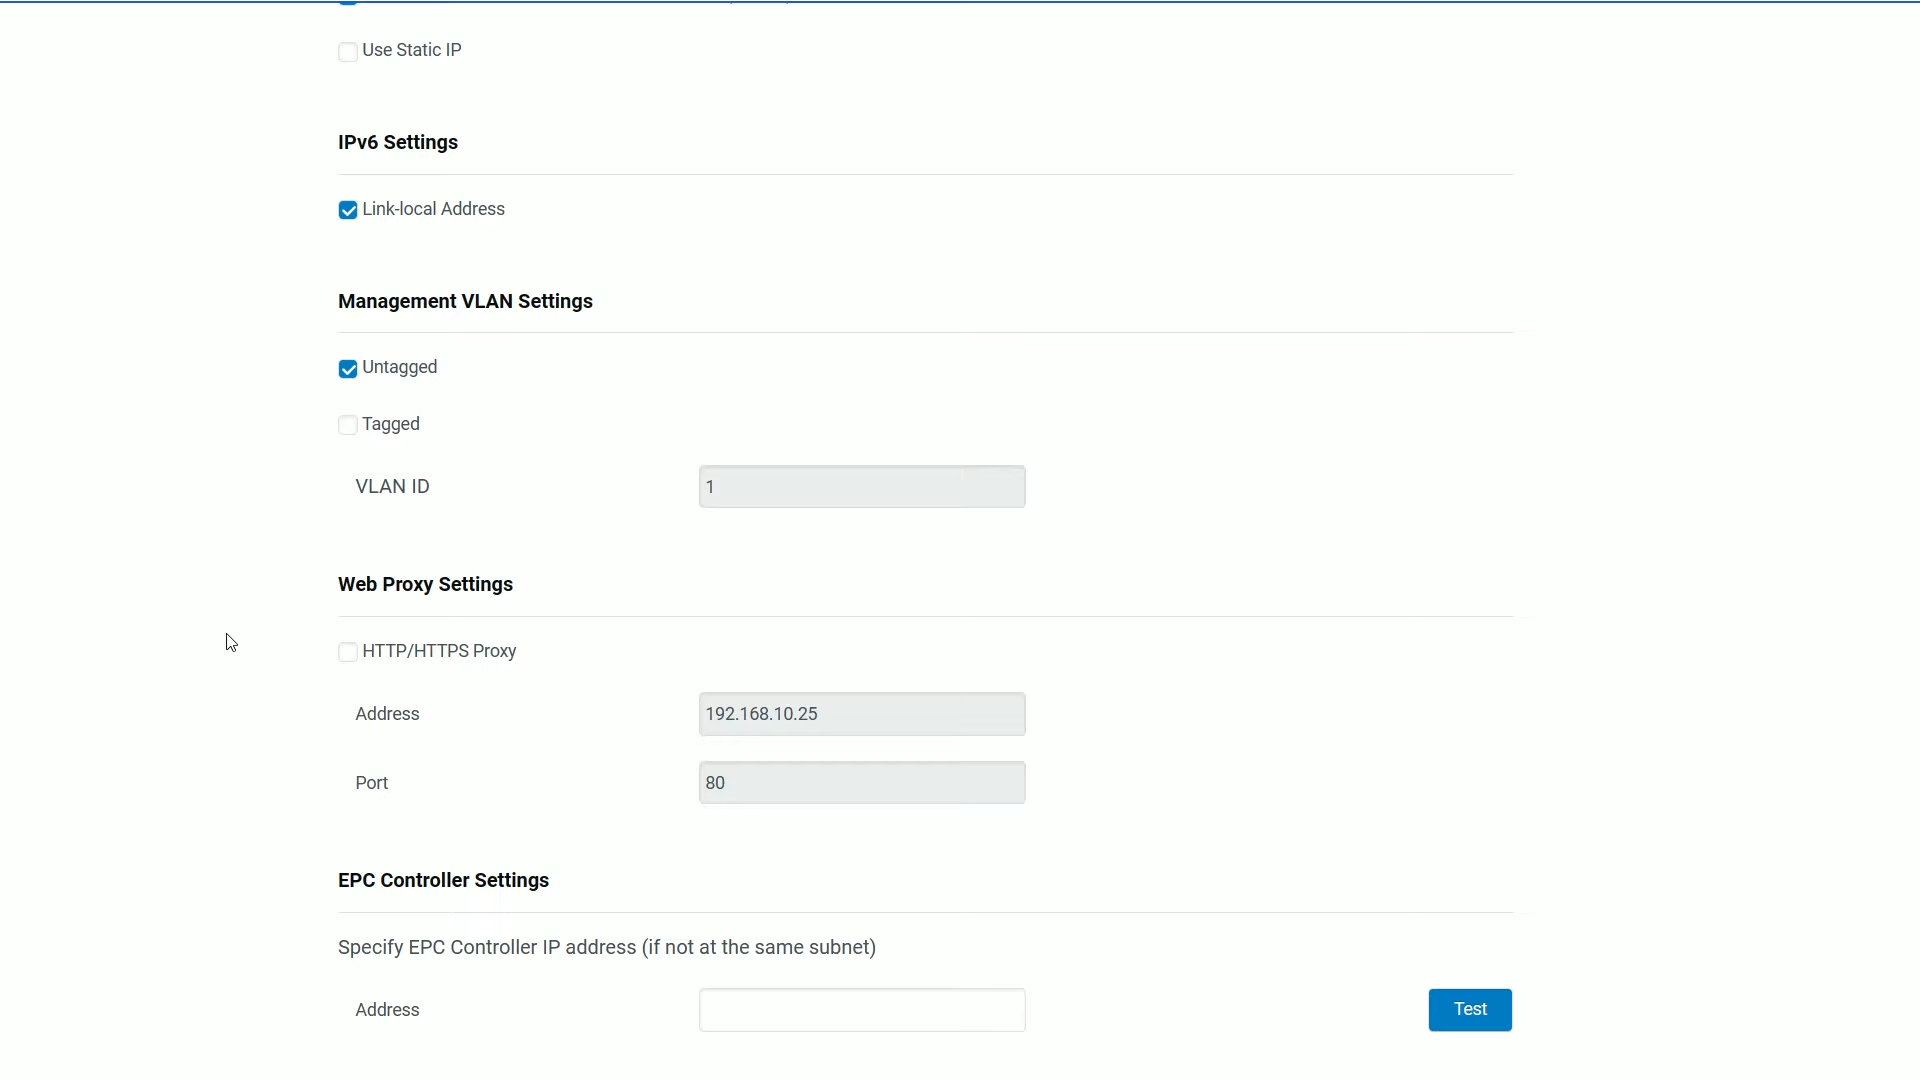 Use Static IP
IPv6 Settings
Link-local Address
Management VLAN Settings
Untagged
Tagged
VLAN ID 1
Web Proxy Settings
HTTP/HTTPS Proxy
Address 192.168.10.25
Port 80
EPC Controller Settings
Specify EPC Controller IP address (if not at the same subnet)
Address Test